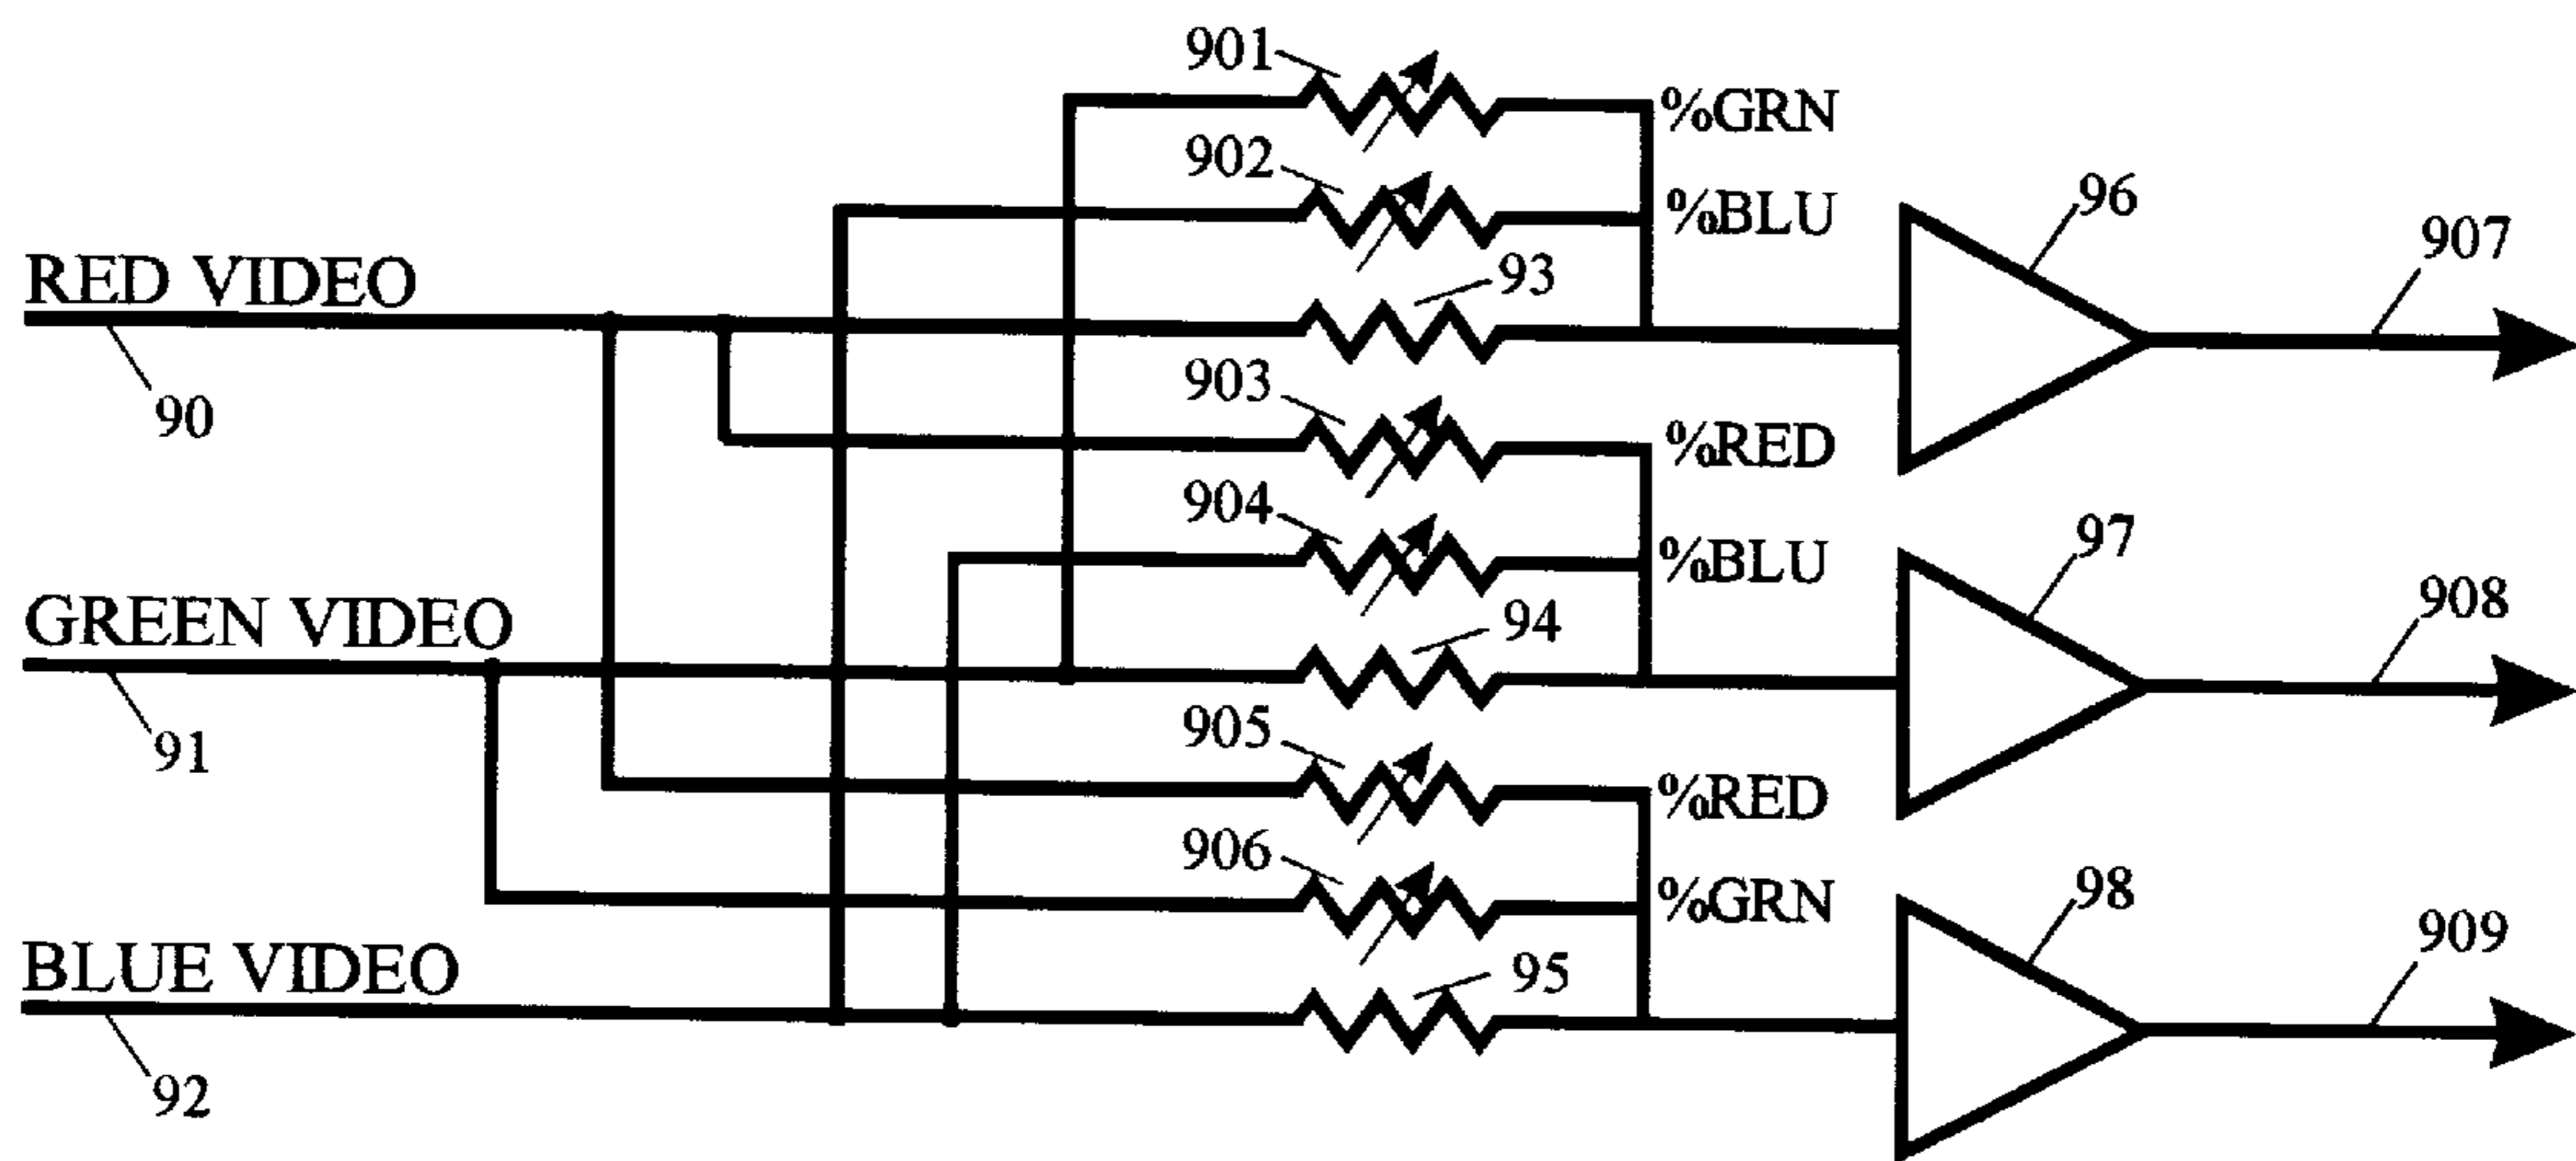 901
%GRN
902
%BLU
96
907
RED VIDEO
93
90
903
%RED
904
%BLU
97
908
GREEN VIDEO
94
91
905
%RED
906
%GRN
98
909
BLUE VIDEO
95
92